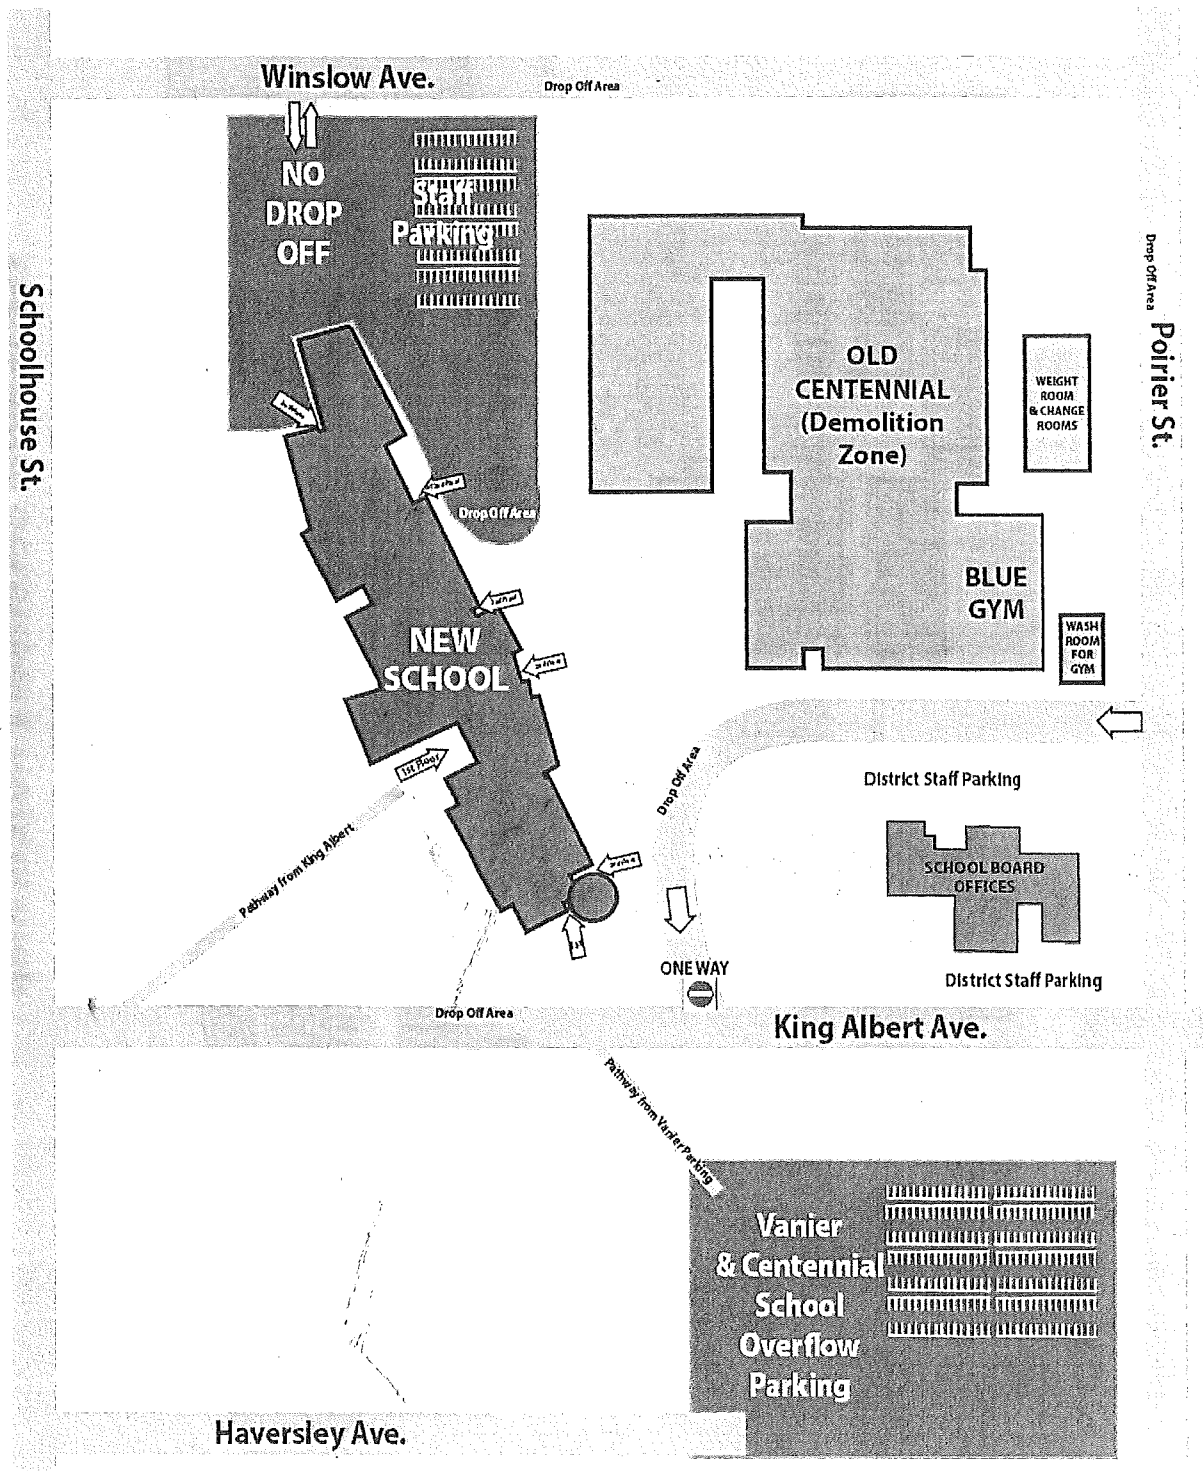 Winslow Ave.
Drop Off Area
NO
DROP
OFF
Staff
Parking
Schoolhouse St.
Drop Off Area
Poirier St.
OLD
CENTENNIAL
(Demolition
Zone)
WEIGHT
ROOM
& CHANGE
ROOMS
Drop Off Area
BLUE
GYM
WASH
ROOM
FOR
GYM
NEW
SCHOOL
1st Floor
Drop Off Area
District Staff Parking
Pathway from King Albert
SCHOOL BOARD
OFFICES
ONE WAY
District Staff Parking
Drop Off Area
King Albert Ave.
Pathway from Vanier Parking
Vanier
& Centennial
School
Overflow
Parking
Haversley Ave.